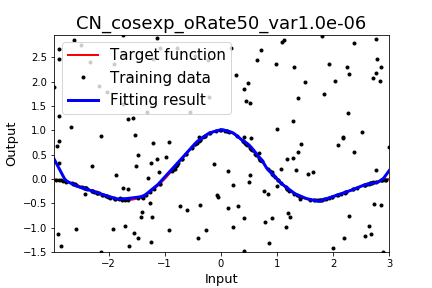 CN_cosexp_oRate50_var1.0e-06
Target function
Training data
Fitting result
Output
2.5
2.0
1.5
1.0
0.5
0.0
−0.5
−1.0
−1.5
−2
−1
0
1
2
3
Input